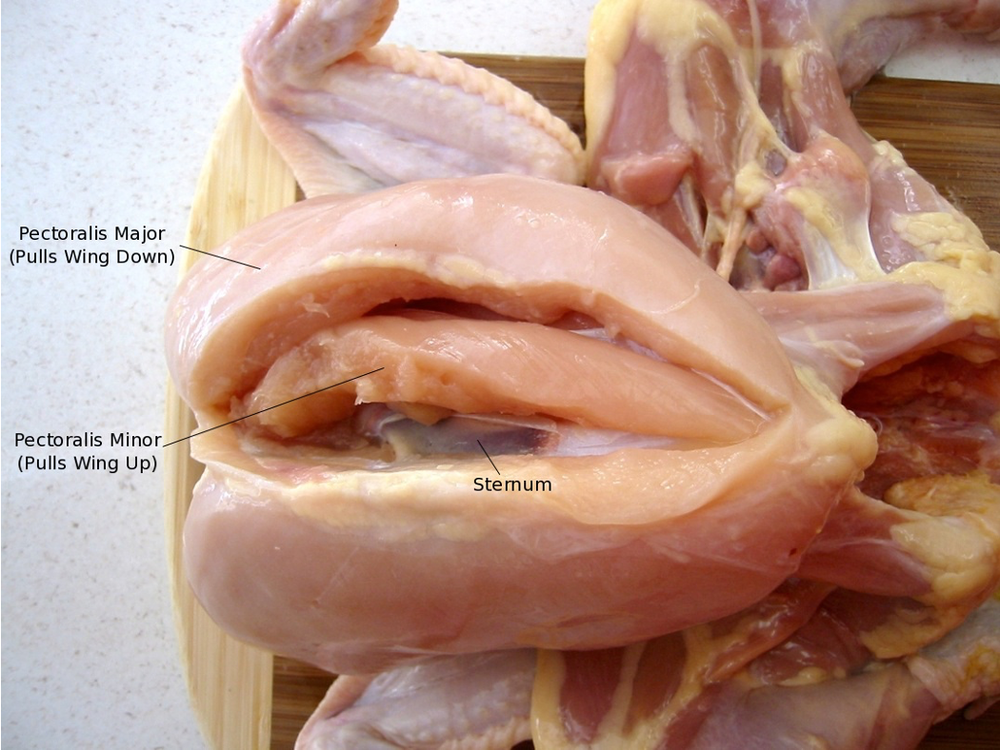 Pectoralis Major
(Pulls Wing Down)
Pectoralis Minor
(Pulls Wing Up)
Sternum